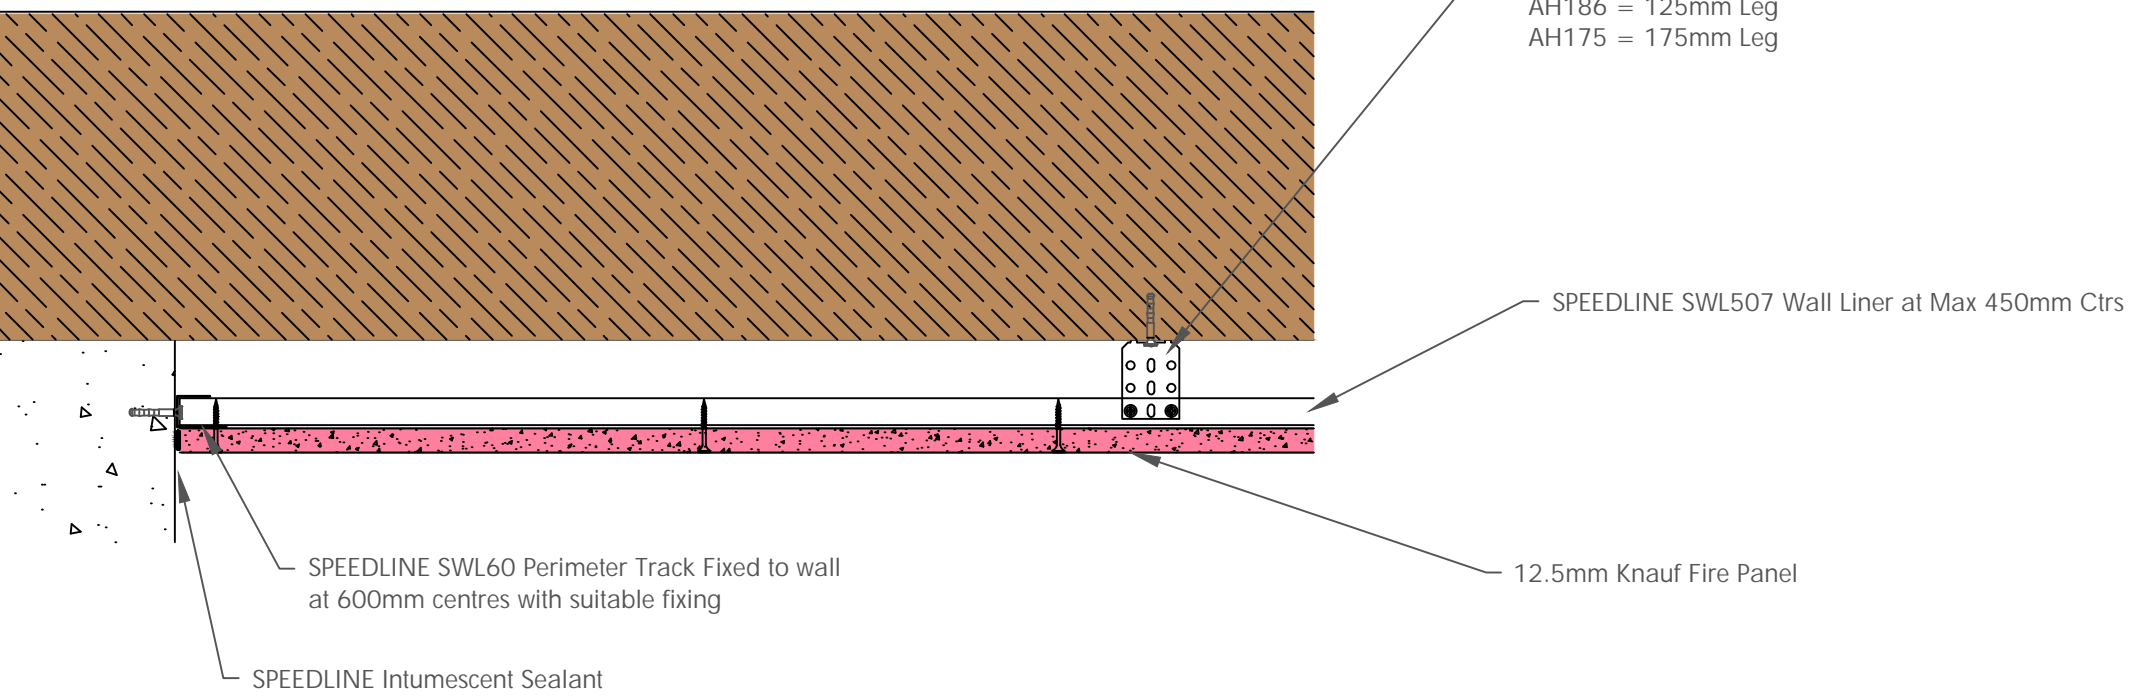 AH186 = 125mm Leg
AH175 = 175mm Leg
SPEEDLINE SWL507 Wall Liner at Max 450mm Ctrs
12.5mm Knauf Fire Panel
SPEEDLINE SWL60 Perimeter Track Fixed to wall
at 600mm centres with suitable fixing
SPEEDLINE Intumescent Sealant